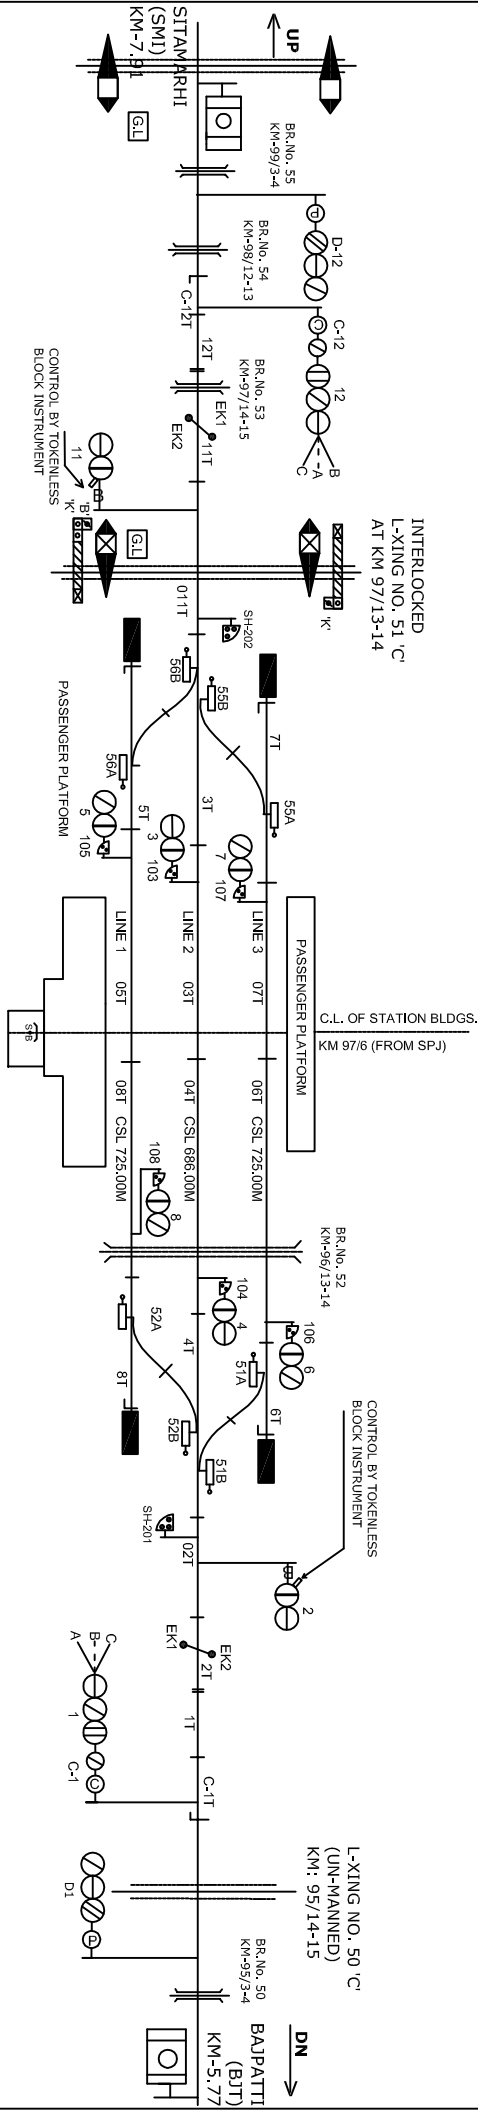 UP
SITAMARHI
(SMI)
KM-7.91
G.L
BR.No. 55
KM-99/3-4
P
D-12
BR.No. 54
KM-98/12-13
C-12T
C
C-12
12
B
A
C
12T
BR.No. 53
KM-97/14-15
EK1
EK2
11T
CONTROL BY TOKENLESS
BLOCK INSTRUMENT
11
'B'
'K'
G.L
INTERLOCKED
L-XING NO. 51 'C'
AT KM 97/13-14
'K'
011T
SH-202
56B
55B
7T
55A
56A
PASSENGER PLATFORM
5T
3T
5
105
3
103
7
107
LINE 1
LINE 2
LINE 3
05T
03T
07T
PASSENGER PLATFORM
C.L. OF STATION BLDGS.
KM 97/6 (FROM SPJ)
08T
04T
06T
CSL 725.00M
CSL 686.00M
CSL 725.00M
108
8
BR.No. 52
KM-96/13-14
104
4
106
6
52A
4T
51A
8T
6T
52B
51B
CONTROL BY TOKENLESS
BLOCK INSTRUMENT
SH-201
02T
2
EK1
EK2
2T
A
B
C
1
1T
C-1
C
C-1T
D1
P
L-XING NO. 50 'C'
(UN-MANNED)
KM: 95/14-15
BR.No. 50
KM-95/3-4
BAJPATTI
(BJT)
KM-5.77
DN